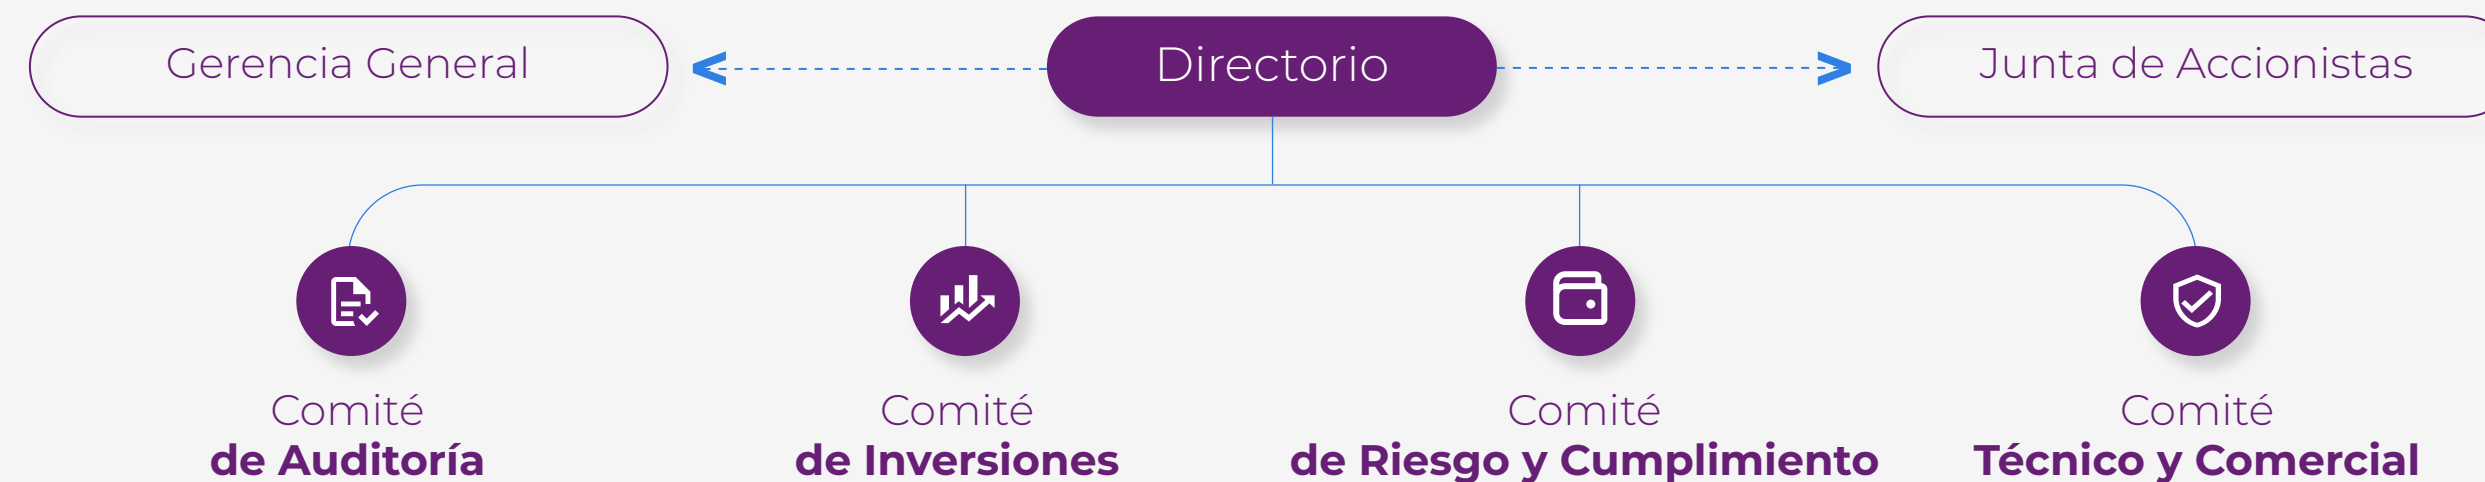 Gerencia General
Directorio
Junta de Accionistas
Comité
de Auditoría
Comité
de Inversiones
Comité
de Riesgo y Cumplimiento
Comité
Técnico y Comercial